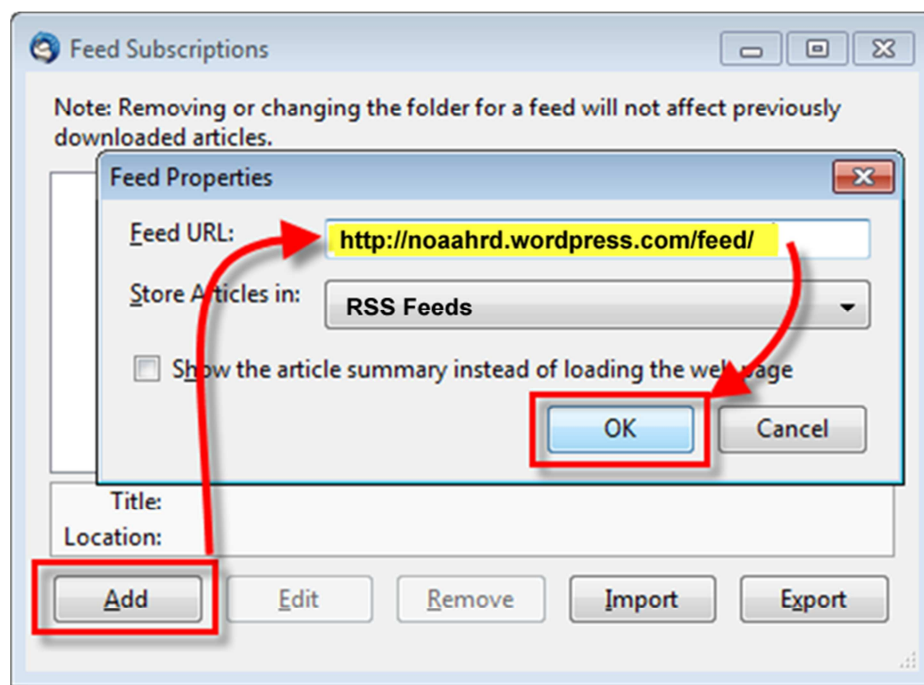 Feed Subscriptions
Note: Removing or changing the folder for a feed will not affect previously
downloaded articles.
Feed Properties
Feed URL:
http://noaahrd.wordpress.com/feed/
Store Articles in:
RSS Feeds
Show the article summary instead of loading the web page
OK
Cancel
Title:
Location:
Add
Edit
Remove
Import
Export